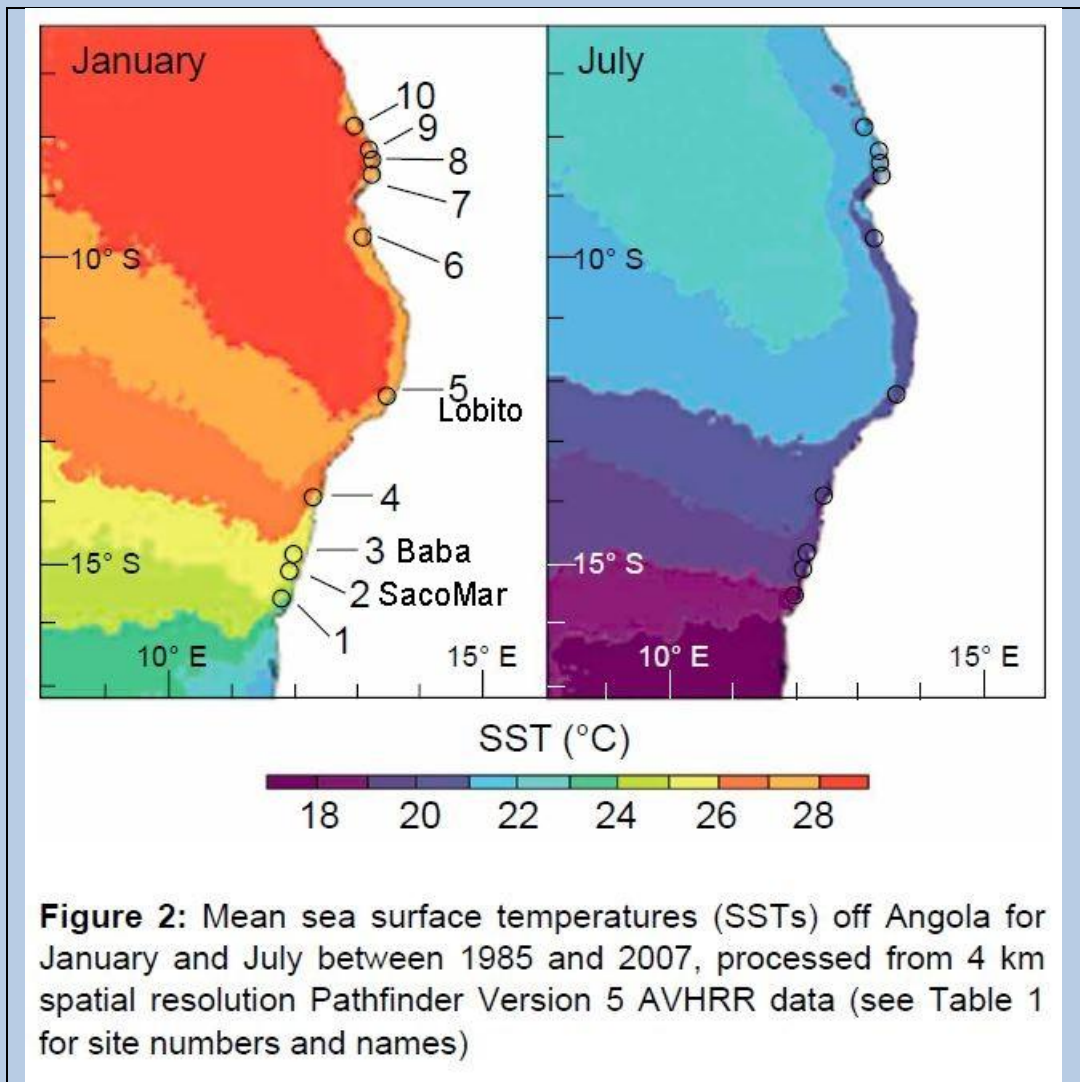 January
July
10
9
8
7
10° S
10° S
6
5
Lobito
4
3 Baba
15° S
15° S
2 SacoMar
1
10° E
15° E
10° E
15° E
SST (°C)
18 20 22 24 26 28
Figure 2: Mean sea surface temperatures (SSTs) off Angola for
January and July between 1985 and 2007, processed from 4 km
spatial resolution Pathfinder Version 5 AVHRR data (see Table 1
for site numbers and names)